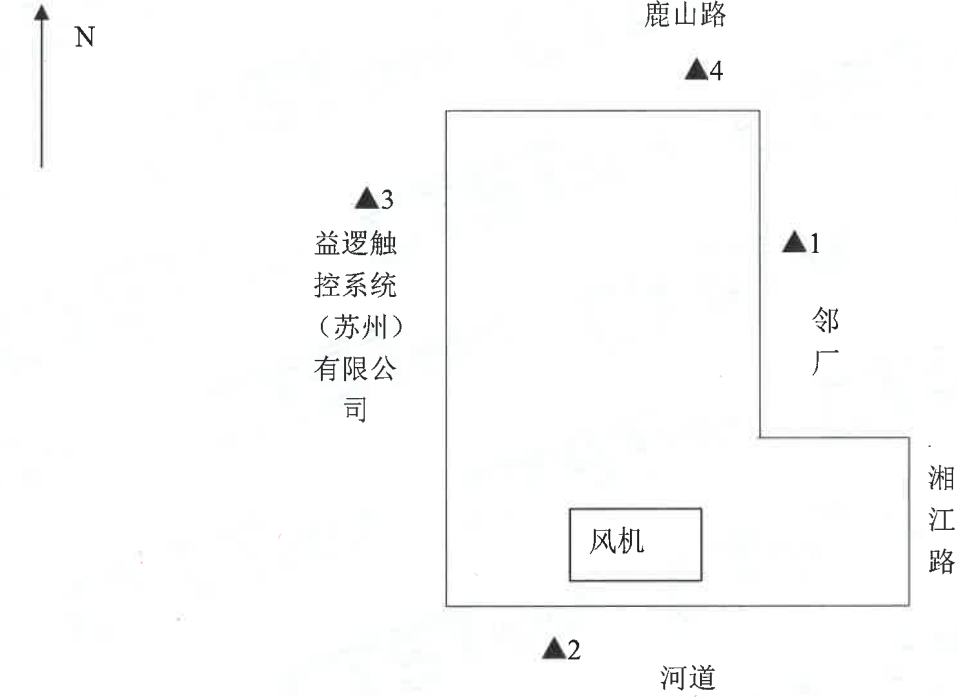 鹿山路
N
▲4
▲3
益逻触
控系统
（苏州）
有限公
司
▲1
邻
厂
湘
江
路
风机
▲2
河道